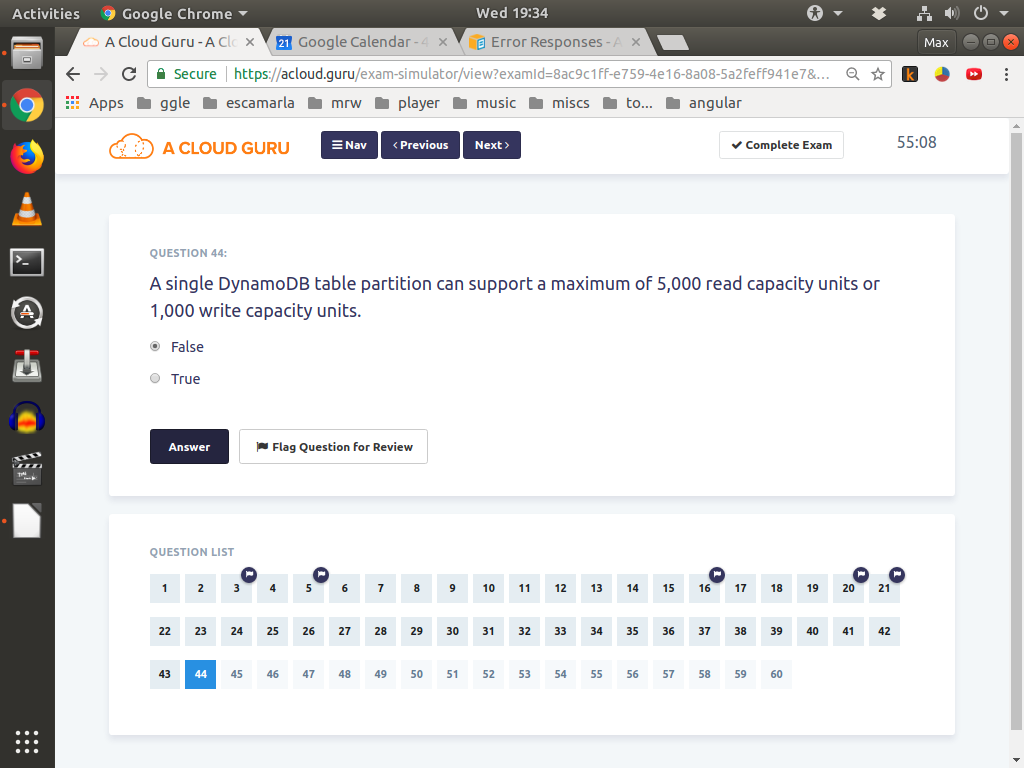 Activities
Google Chrome
Wed 19:34
A Cloud Guru - A Cl
Google Calendar - 4
Error Responses - A
Max
Secure
https://acloud.guru/exam-simulator/view?examId=8ac9c1ff-e759-4e16-8a08-5a2feff941e7&...
Apps
ggle
escamarla
mrw
player
music
miscs
to...
angular
A CLOUD GURU
Nav
Previous
Next
Complete Exam
55:08
QUESTION 44:
A single DynamoDB table partition can support a maximum of 5,000 read capacity units or
1,000 write capacity units.
False
True
Answer
Flag Question for Review
QUESTION LIST
1 2 3 4 5 6 7 8 9 10 11 12 13 14 15 16 17 18 19 20 21
22 23 24 25 26 27 28 29 30 31 32 33 34 35 36 37 38 39 40 41 42
43 44 45 46 47 48 49 50 51 52 53 54 55 56 57 58 59 60